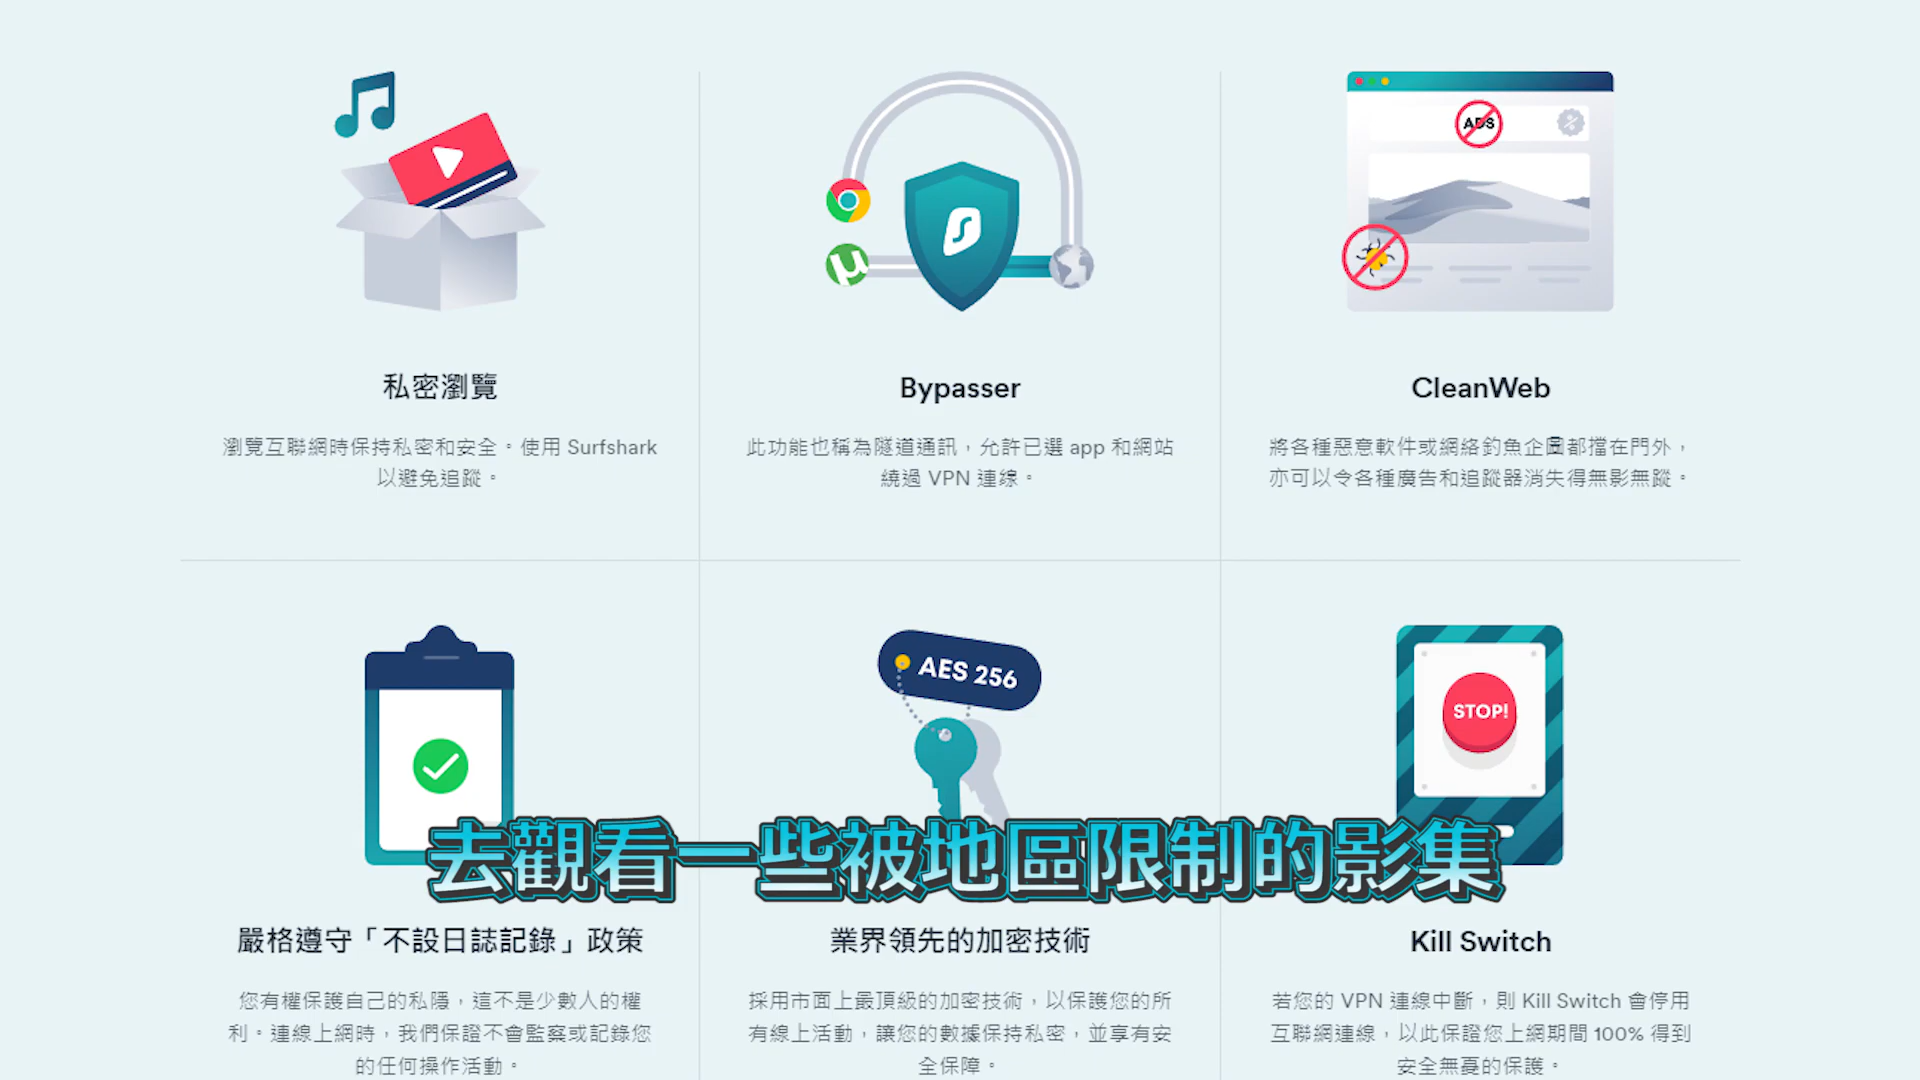 ADS
私密瀏覽
瀏覽互聯網時保持私密和安全。使用 Surfshark
以避免追蹤。
Bypasser
此功能也稱為隧道通訊，允許已選 app 和網站
繞過 VPN 連線。
CleanWeb
將各種惡意軟件或網絡釣魚企圖都擋在門外，
亦可以令各種廣告和追蹤器消失得無影無蹤。
AES 256
STOP!
去觀看一些被地區限制的影集
嚴格遵守「不設日誌記錄」政策
您有權保護自己的私隱，這不是少數人的權
利。連線上網時，我們保證不會監察或記錄您
的任何操作活動。
業界領先的加密技術
採用市面上最頂級的加密技術，以保護您的所
有線上活動，讓您的數據保持私密，並享有安
全保障。
Kill Switch
若您的 VPN 連線中斷，則 Kill Switch 會停用
互聯網連線，以此保證您上網期間 100% 得到
安全無憂的保護。